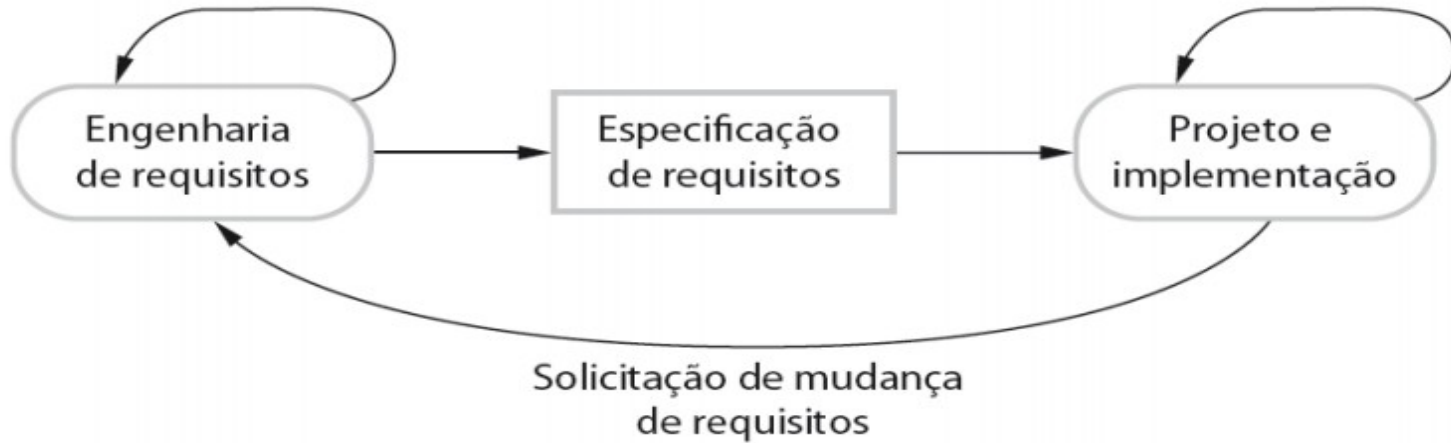 Engenharia
de requisitos
Especificação
de requisitos
Projeto e
implementação
Solicitação de mudança
de requisitos